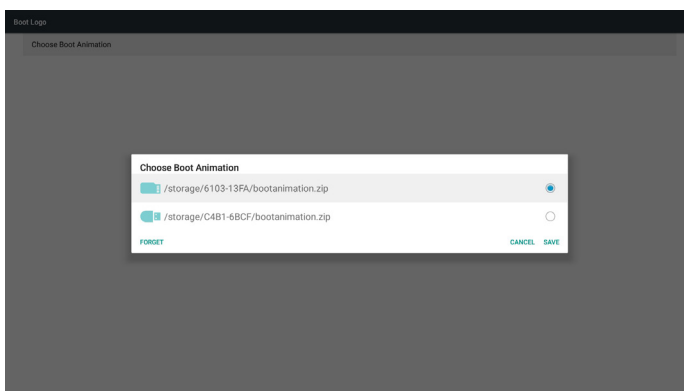 Boot Logo
Choose Boot Animation
Choose Boot Animation
/storage/6103-13FA/bootanimation.zip
/storage/C4B1-6BCF/bootanimation.zip
FORGET CANCEL SAVE